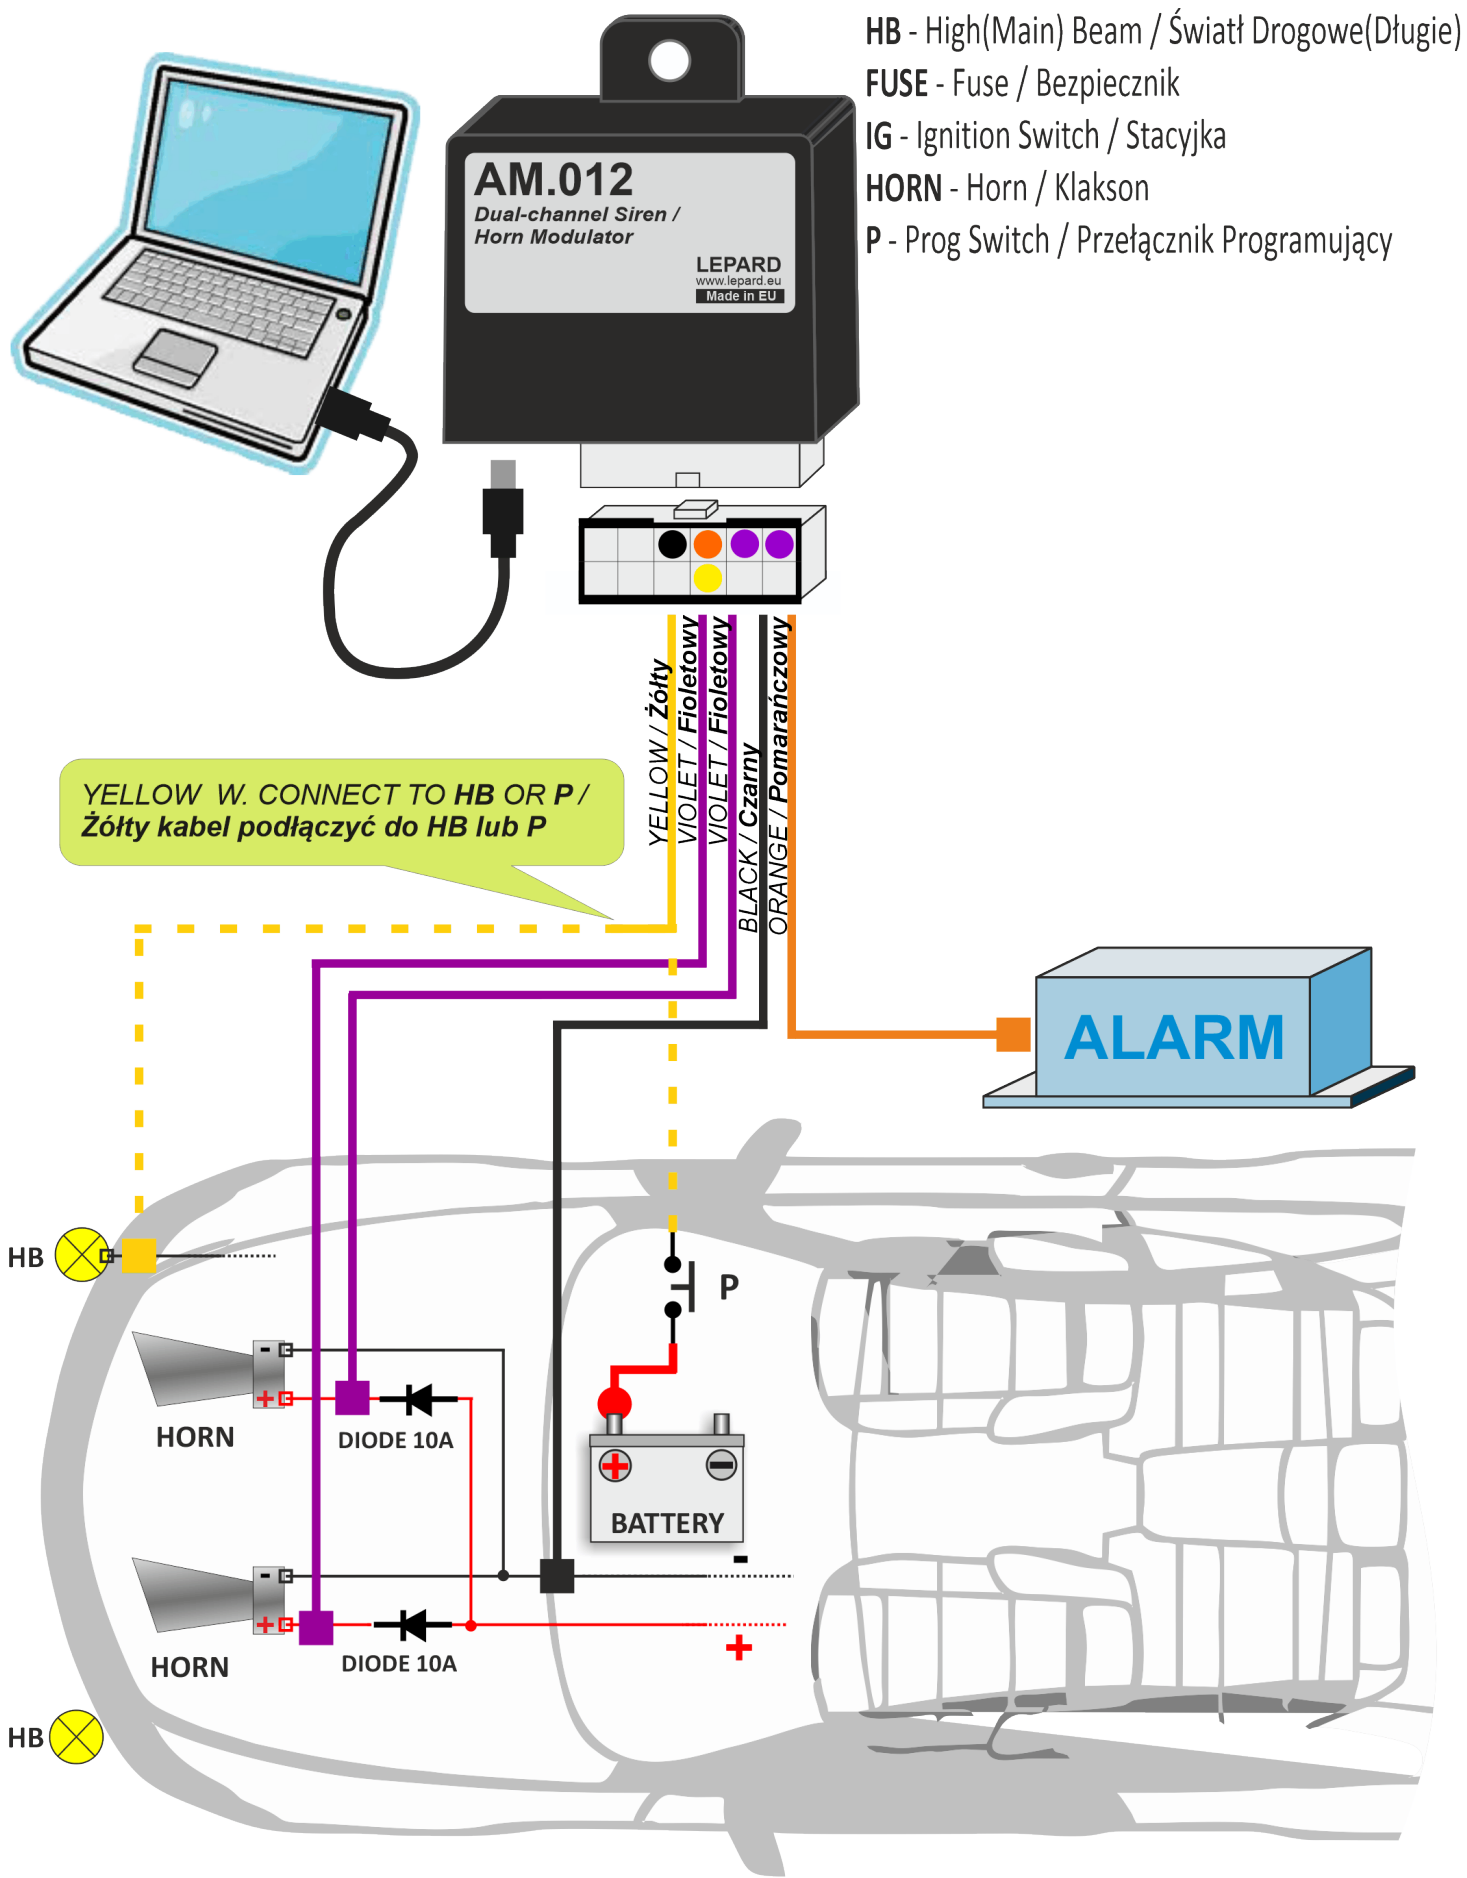 HB - High(Main) Beam / Światł Drogowe(Długie)
FUSE - Fuse / Bezpiecznik
IG - Ignition Switch / Stacyjka
HORN - Horn / Klakson
P - Prog Switch / Przełącznik Programujący
AM.012
Dual-channel Siren /
Horn Modulator
LEPARD
www.lepard.eu
Made in EU
YELLOW / Żółty
VIOLET / Fioletowy
VIOLET / Fioletowy
BLACK / Czarny
ORANGE / Pomarańczowy
YELLOW W. CONNECT TO HB OR P /
Żółty kabel podłączyć do HB lub P
ALARM
HB
P
-
+
HORN
DIODE 10A
+
-
BATTERY
-
-
+
+
HORN
DIODE 10A
HB